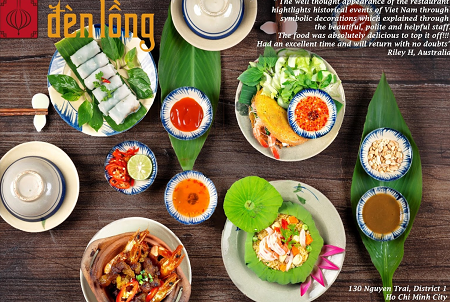 đèn lồng
The well thought appearance of the restaurant
hightlights historical events of Viet Nam through
symbolic decorations which explained through
the beautiful, polite and helpful staff.
The food was absolutely delicious to top it off!!!
Had an excellent time and will return with no doubts"
Riley H, Australia
130 Nguyen Trai, District 1
Ho Chi Minh City